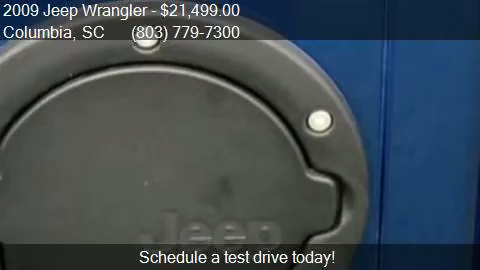 2009 Jeep Wrangler - $21,499.00
Columbia, SC (803) 779-7300
Jeep
Schedule a test drive today!